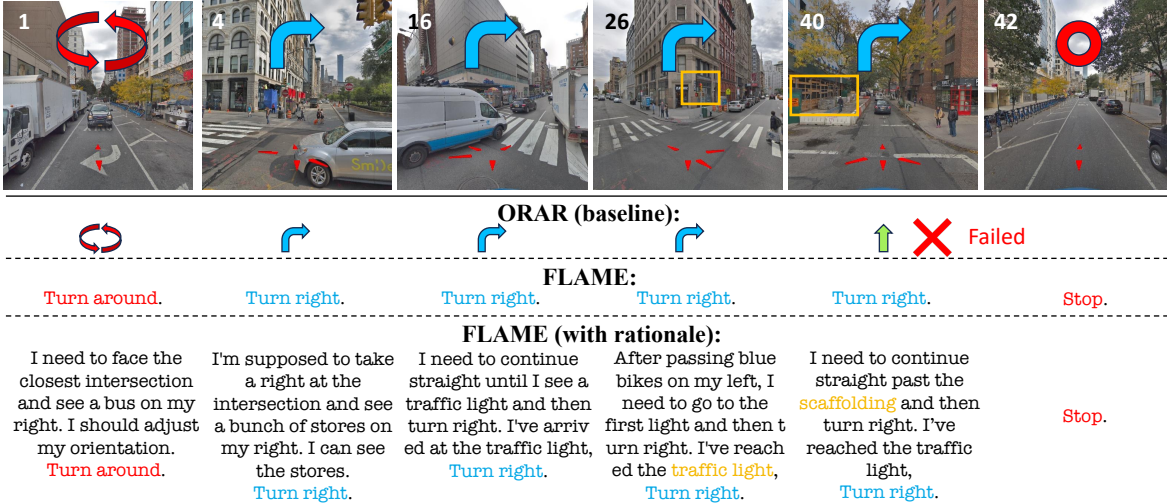 1
4
16
26
40
42
Smile
ORAR (baseline):
Failed
FLAME:
Turn around.
Turn right.
Turn right.
Turn right.
Turn right.
Stop.
FLAME (with rationale):
I need to face the
closest intersection
and see a bus on my
right. I should adjust
my orientation.
Turn around.
I'm supposed to take
a right at the
intersection and see
a bunch of stores on
my right. I can see
the stores.
Turn right.
I need to continue
straight until I see a
traffic light and then
turn right. I've arriv
ed at the traffic light,
Turn right.
After passing blue
bikes on my left, I
need to go to the
first light and then t
urn right. I've reach
ed the traffic light,
Turn right.
I need to continue
straight past the
scaffolding and then
turn right. I've
reached the traffic
light,
Turn right.
Stop.